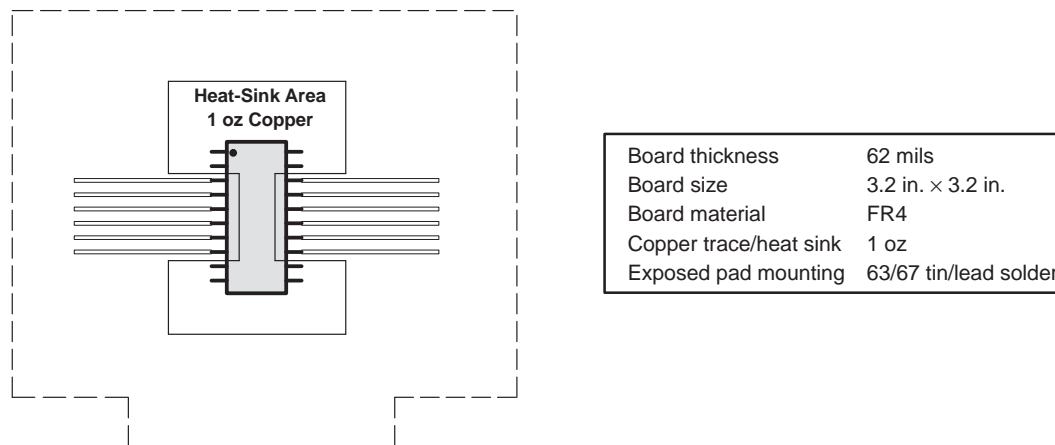 Heat-Sink Area
1 oz Copper
Board thickness 62 mils
Board size 3.2 in. × 3.2 in.
Board material FR4
Copper trace/heat sink 1 oz
Exposed pad mounting 63/67 tin/lead solder